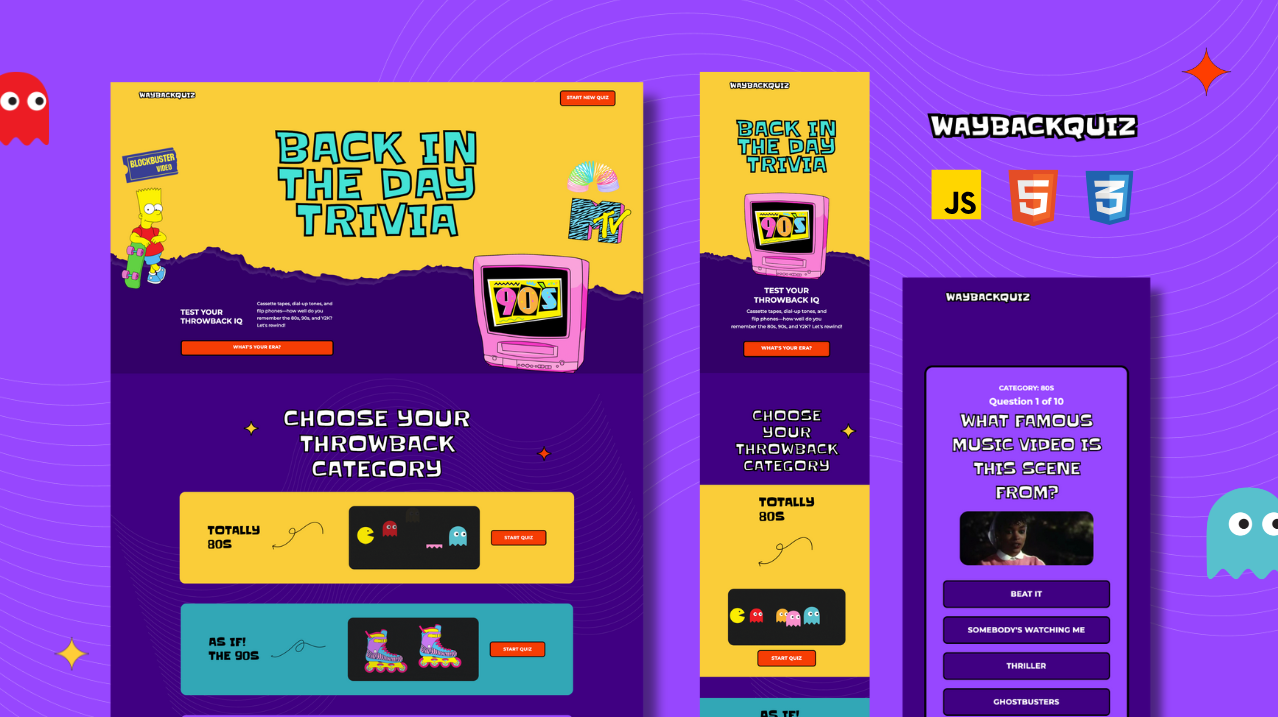 WAYBACKQUIZ
START NEW QUIZ
BACK IN
THE DAY
TRIVIA
BLOCKBUSTER
VIDEO
MTV
90's
TEST YOUR
THROWBACK IQ
Cassette tapes, dial-up tones, and
flip phones—how well do you
remember the 80s, 90s, and Y2K?
Let's rewind!
WHAT'S YOUR ERA?
CHOOSE YOUR
THROWBACK
CATEGORY
TOTALLY
80S
START QUIZ
AS IF!
THE 90S
START QUIZ
WAYBACKQUIZ
BACK IN
THE DAY
TRIVIA
90's
TEST YOUR
THROWBACK IQ
Cassette tapes, dial-up tones, and
flip phones—how well do you
remember the 80s, 90s, and Y2K? Let's rewind!
WHAT'S YOUR ERA?
CHOOSE
YOUR
THROWBACK
CATEGORY
TOTALLY
80S
START QUIZ
AS IF!
WAYBACKQUIZ
JS
5
3
WAYBACKQUIZ
CATEGORY: 80S
Question 1 of 10
WHAT FAMOUS
MUSIC VIDEO IS
THIS SCENE
FROM?
BEAT IT
SOMEBODY'S WATCHING ME
THRILLER
GHOSTBUSTERS